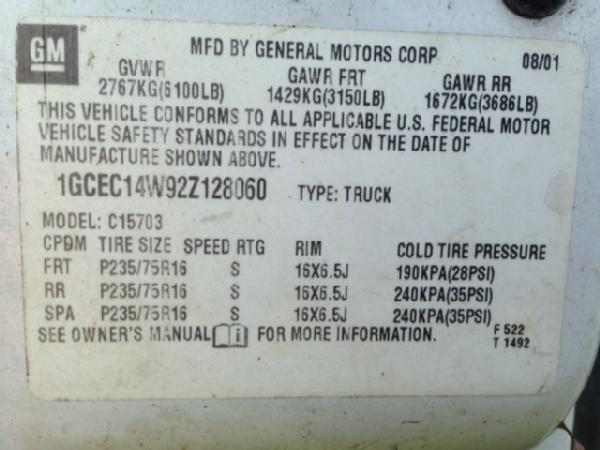 GM
MFD BY GENERAL MOTORS CORP 08/01
GVWR GAWR FRT GAWR RR
2767KG(6100LB) 1429KG(3150LB) 1672KG(3686LB)
THIS VEHICLE CONFORMS TO ALL APPLICABLE U.S. FEDERAL MOTOR
VEHICLE SAFETY STANDARDS IN EFFECT ON THE DATE OF
MANUFACTURE SHOWN ABOVE.
1GCEC14W92Z128060 TYPE: TRUCK
MODEL: C15703
CPDM TIRE SIZE SPEED RTG RIM COLD TIRE PRESSURE
FRT P235/75R16 S 16X6.5J 190KPA(28PSI)
RR P235/75R16 S 16X6.5J 240KPA(35PSI)
SPA P235/75R16 S 16X6.5J 240KPA(35PSI)
SEE OWNER'S MANUAL i FOR MORE INFORMATION. F 522
T 1492